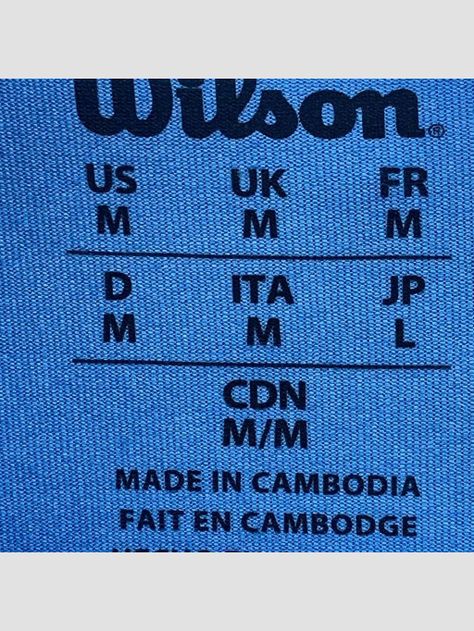 Wilson®
US UK FR
M M M
D ITA JP
M M L
CDN
M/M
MADE IN CAMBODIA
FAIT EN CAMBODGE